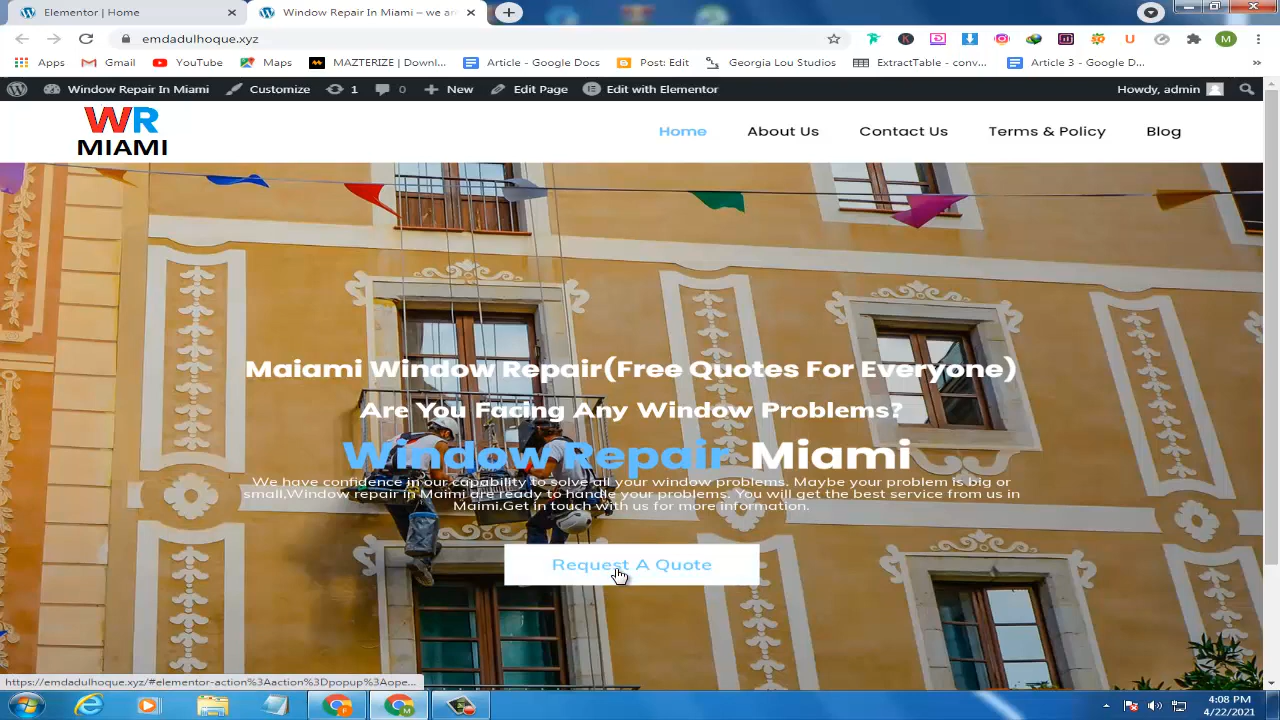 Elementor | Home
Window Repair In Miami – we ar
emdadulhoque.xyz
M
Apps
Gmail
YouTube
Maps
MAZTERIZE | Downl...
Article - Google Docs
Post: Edit
Georgia Lou Studios
ExtractTable - conv...
Article 3 - Google D...
»
Window Repair In Miami
Customize
1
0
New
Edit Page
Edit with Elementor
Howdy, admin
WR
MIAMI
Home
About Us
Contact Us
Terms & Policy
Blog
Maiami Window Repair(Free Quotes For Everyone)
Are You Facing Any Window Problems?
Window Repair Miami
We have confidence in our capability to solve all your window problems. Maybe your problem is big or
small,Window repair in Maimi are ready to handle your problems. You will get the best service from us in
Maimi.Get in touch with us for more information.
Request A Quote
https://emdadulhoque.xyz/#elementor-action%3Aaction%3Dpopup%3Aope...
4:08 PM
4/22/2021